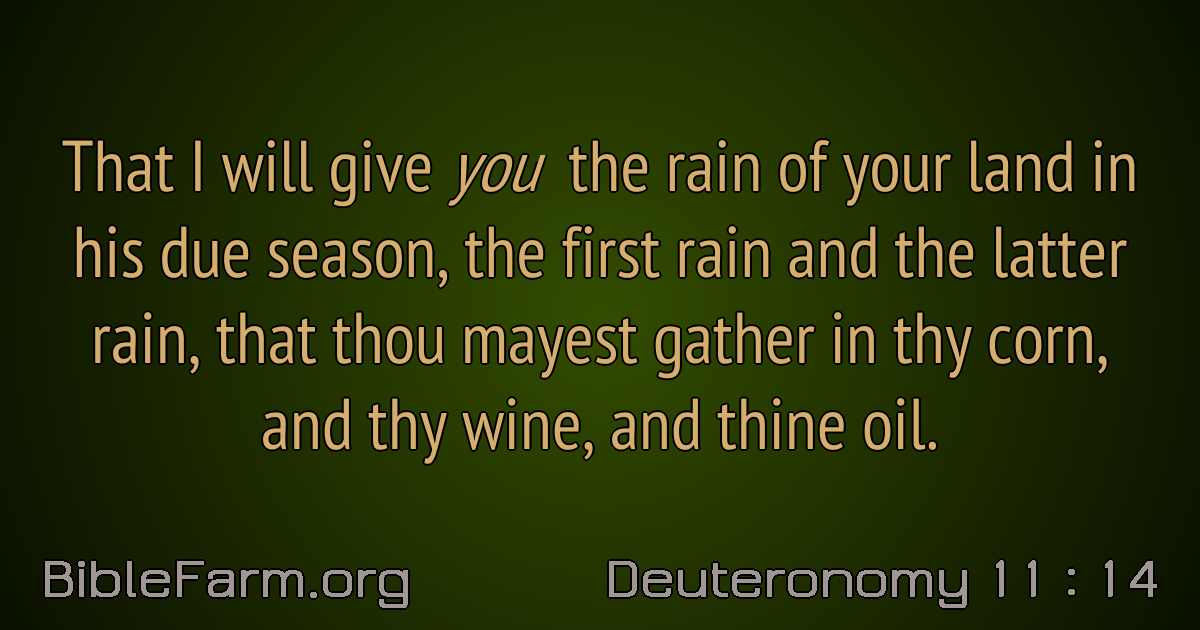 That I will give you the rain of your land in
his due season, the first rain and the latter
rain, that thou mayest gather in thy corn,
and thy wine, and thine oil.
BibleFarm.org
Deuteronomy 11 : 14